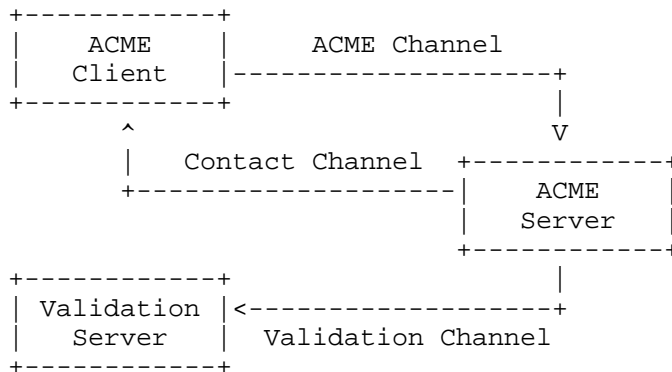 +------------+
|    ACME    |     ACME Channel
|   Client   |--------------------+
+------------+                    |
       ^                          V
       |   Contact Channel  +------------+
       +--------------------|    ACME    |
                            |   Server   |
                            +------------+
+------------+                    |
| Validation |<-------------------+
|   Server   |  Validation Channel
+------------+